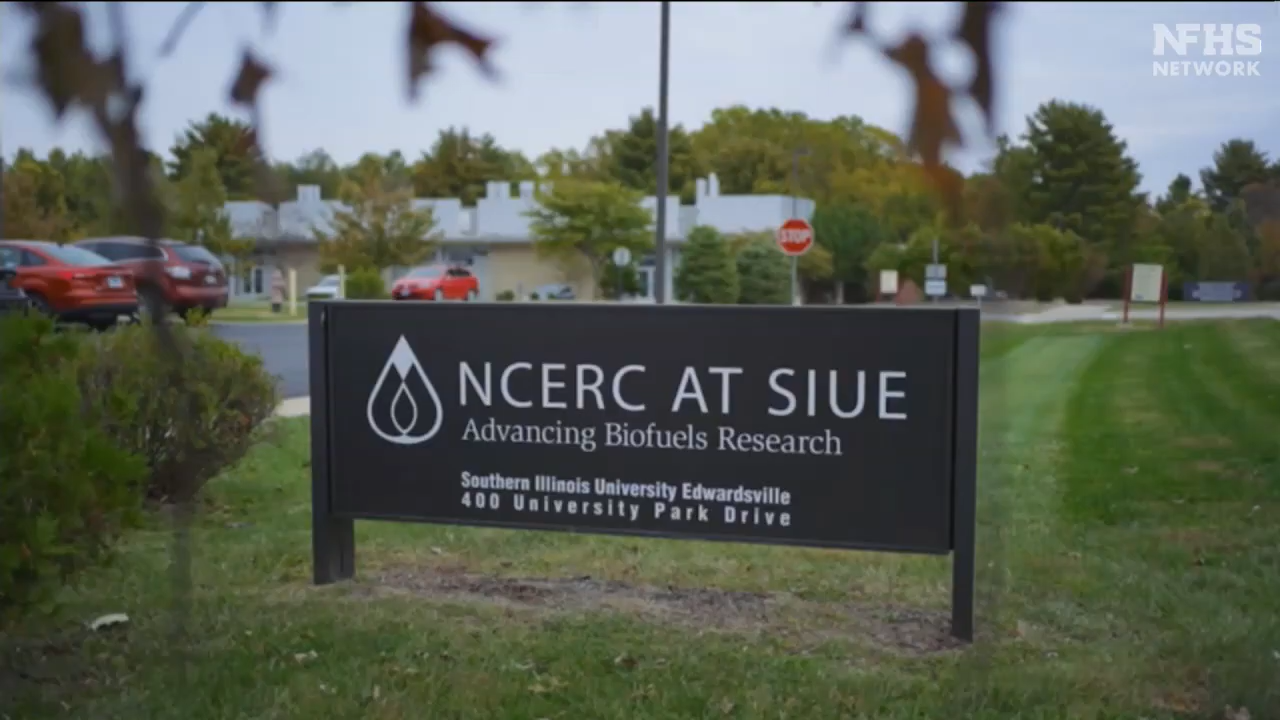 NFHS
NETWORK
STOP
NCERC AT SIUE
Advancing Biofuels Research
Southern Illinois University Edwardsville
400 University Park Drive